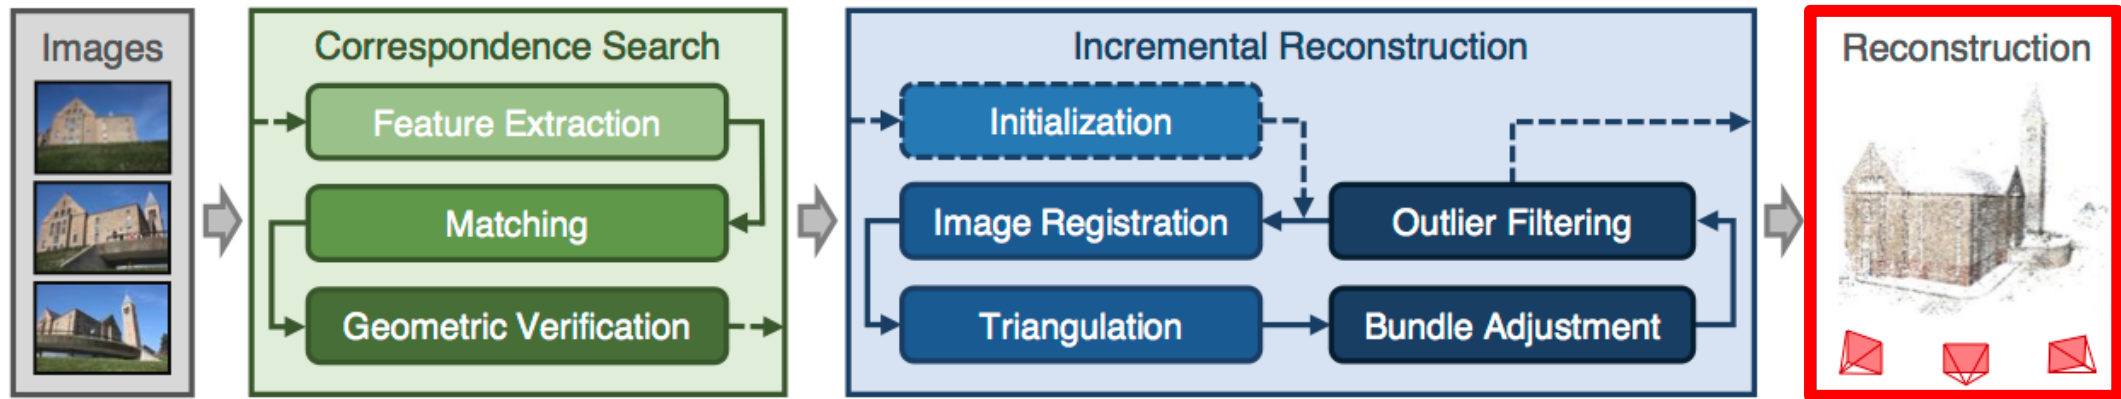 Images
Correspondence Search
Feature Extraction
Matching
Geometric Verification
Incremental Reconstruction
Initialization
Image Registration
Outlier Filtering
Triangulation
Bundle Adjustment
Reconstruction